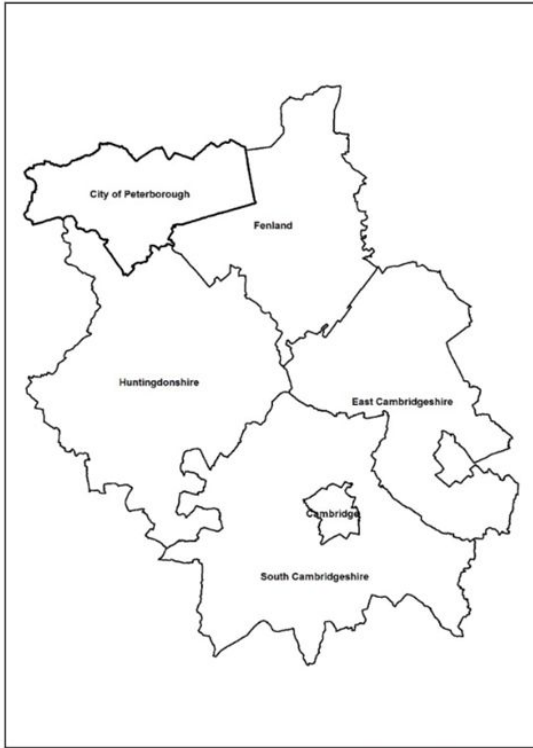 City of Peterborough
Fenland
Huntingdonshire
East Cambridgeshire
Cambridge
South Cambridgeshire